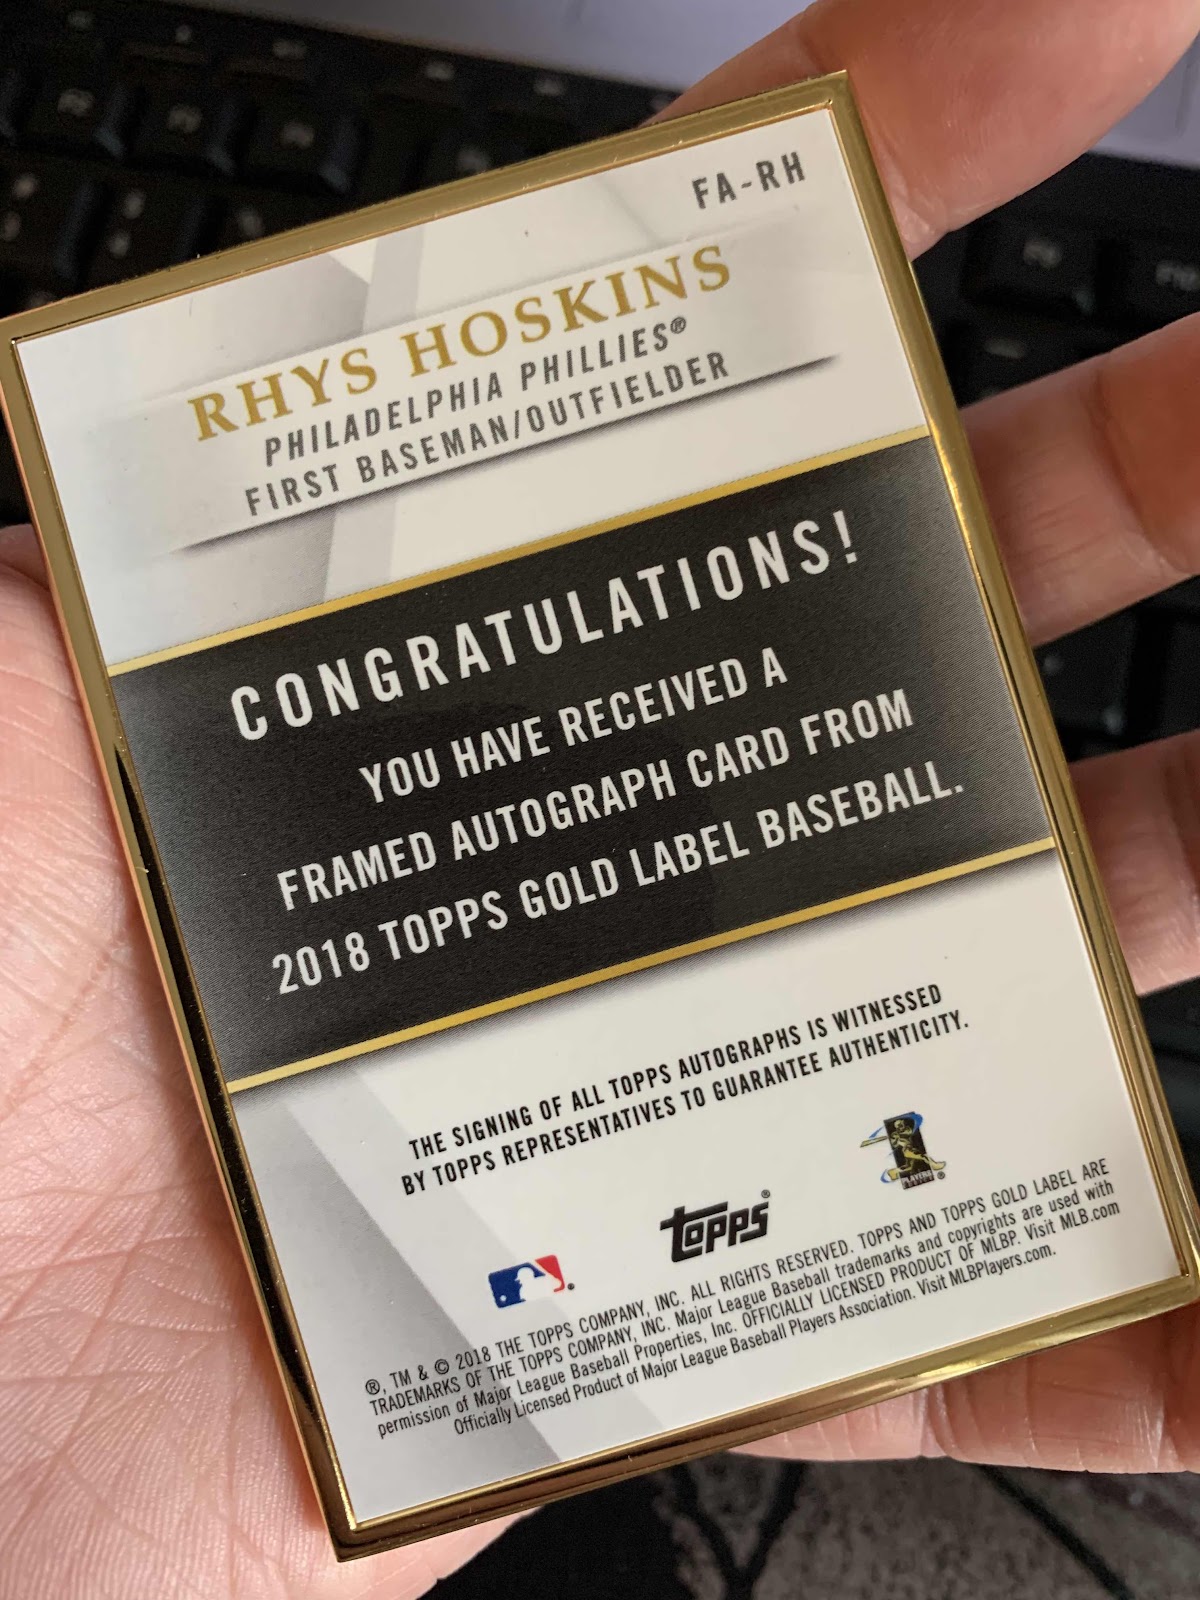 FA-RH
RHYS HOSKINS
PHILADELPHIA PHILLIES®
FIRST BASEMAN/OUTFIELDER
CONGRATULATIONS!
YOU HAVE RECEIVED A
FRAMED AUTOGRAPH CARD FROM
2018 TOPPS GOLD LABEL BASEBALL.
THE SIGNING OF ALL TOPPS AUTOGRAPHS IS WITNESSED
BY TOPPS REPRESENTATIVES TO GUARANTEE AUTHENTICITY.
PLAYERS
topps®
®, TM & © 2018 THE TOPPS COMPANY, INC. ALL RIGHTS RESERVED. TOPPS AND TOPPS GOLD LABEL ARE
TRADEMARKS OF THE TOPPS COMPANY, INC. Major League Baseball trademarks and copyrights are used with
permission of Major League Baseball Properties, Inc. OFFICIALLY LICENSED PRODUCT OF MLBP. Visit MLB.com
Officially Licensed Product of Major League Baseball Players Association. Visit MLBPlayers.com.